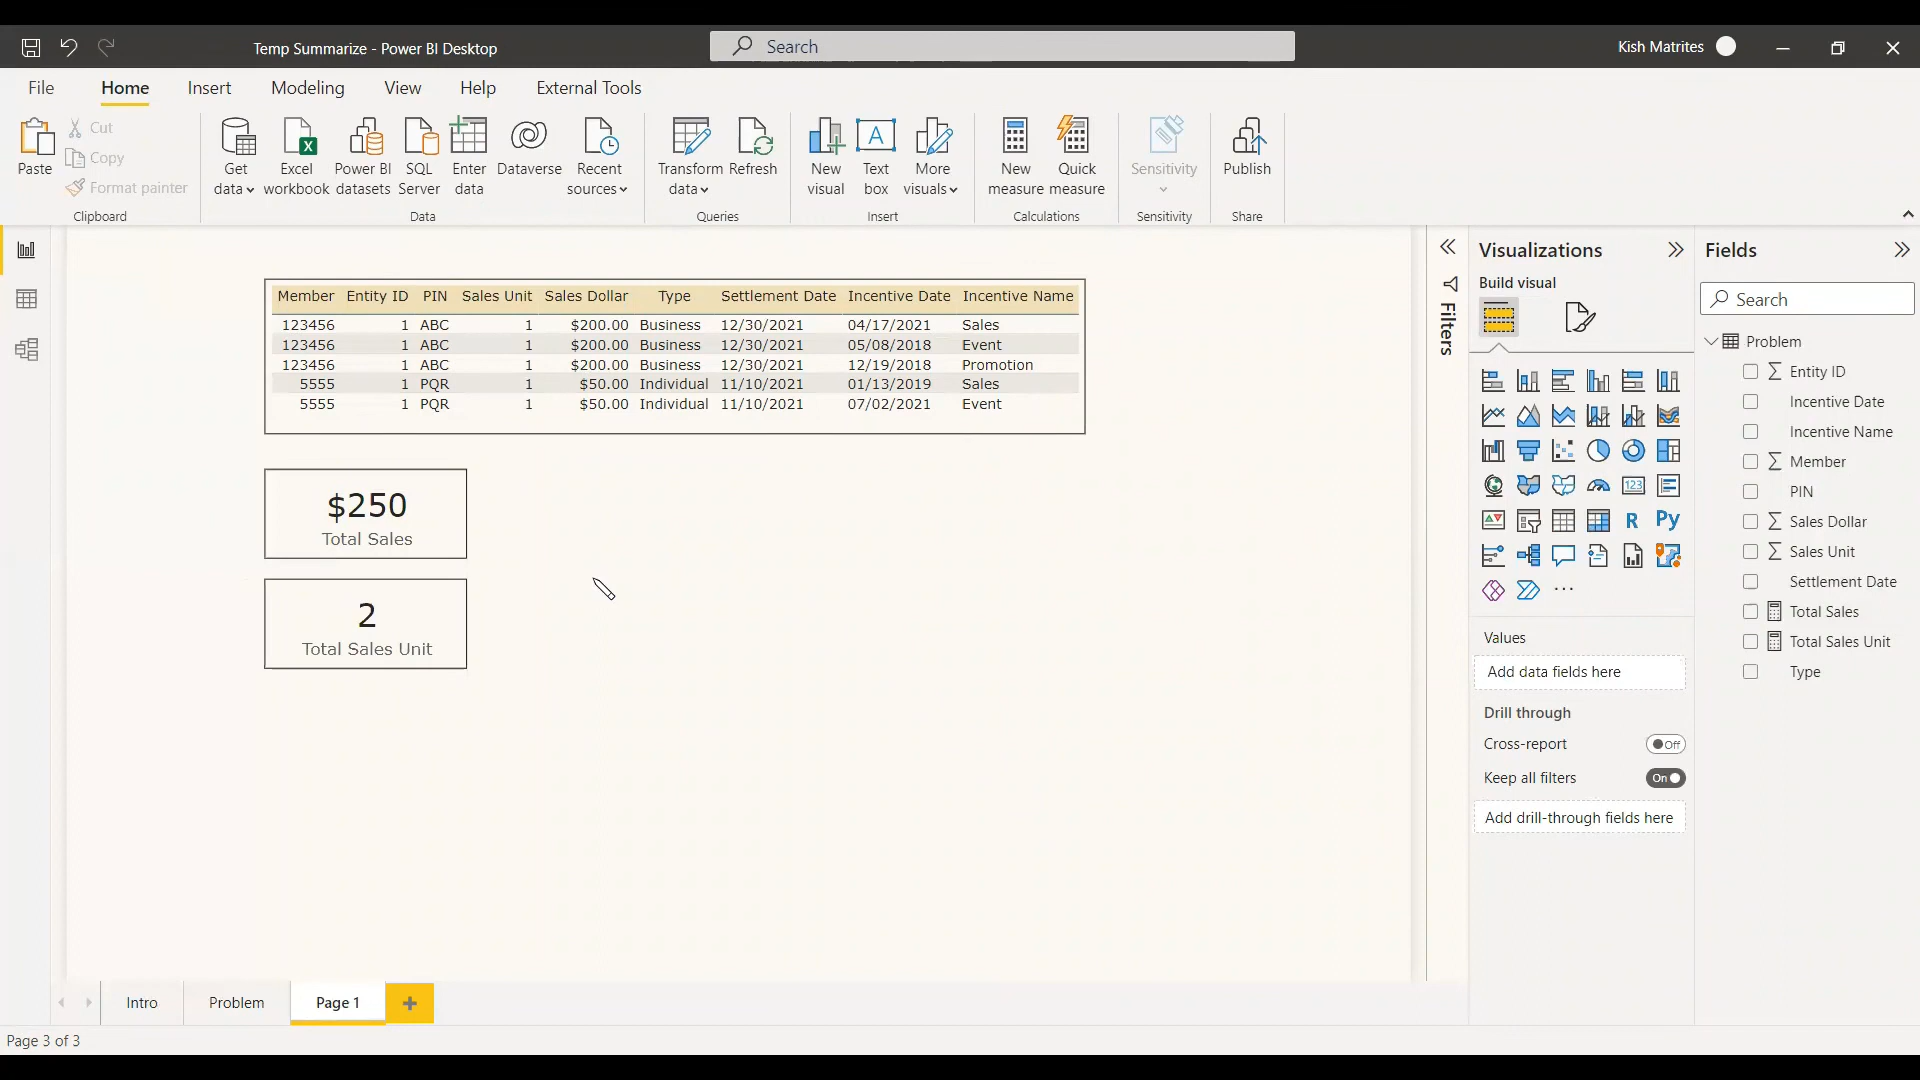 Temp Summarize - Power BI Desktop
Search
Kish Matrites
File Home Insert Modeling View Help External Tools
Paste
Cut
Copy
Format painter
Clipboard
Get data
Excel workbook
Power BI datasets
SQL Server
Enter data
Dataverse
Recent sources
Data
Transform data
Refresh
Queries
New visual
A
Text box
More visuals
Insert
New measure
Quick measure
Calculations
Sensitivity
Sensitivity
Publish
Share
Member Entity ID PIN Sales Unit Sales Dollar Type Settlement Date Incentive Date Incentive Name
123456 1 ABC 1 $200.00 Business 12/30/2021 04/17/2021 Sales
123456 1 ABC 1 $200.00 Business 12/30/2021 05/08/2018 Event
123456 1 ABC 1 $200.00 Business 12/30/2021 12/19/2018 Promotion
5555 1 PQR 1 $50.00 Individual 11/10/2021 01/13/2019 Sales
5555 1 PQR 1 $50.00 Individual 11/10/2021 07/02/2021 Event
$250
Total Sales
2
Total Sales Unit
Filters
Visualizations
Build visual
123
R
Py
...
Values
Add data fields here
Drill through
Cross-report
Off
Keep all filters
On
Add drill-through fields here
Fields
Search
Problem
Entity ID
Incentive Date
Incentive Name
Member
PIN
Sales Dollar
Sales Unit
Settlement Date
Total Sales
Total Sales Unit
Type
Intro
Problem
Page 1
Page 3 of 3